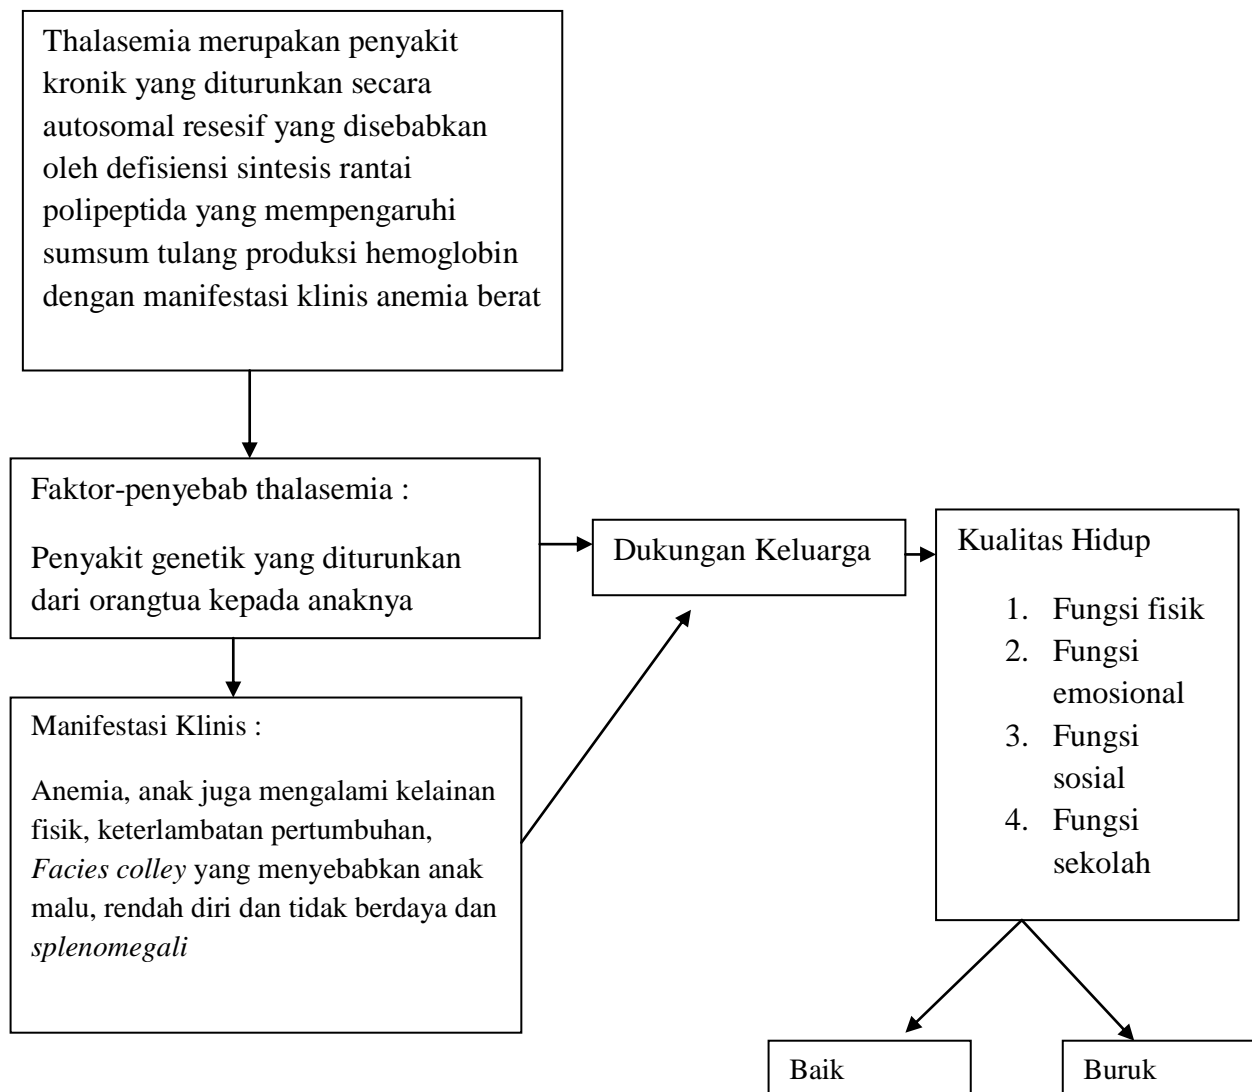 Thalasemia merupakan penyakit
kronik yang diturunkan secara
autosomal resesif yang disebabkan
oleh defisiensi sintesis rantai
polipeptida yang mempengaruhi
sumsum tulang produksi hemoglobin
dengan manifestasi klinis anemia berat
Faktor-penyebab thalasemia :
Penyakit genetik yang diturunkan
dari orangtua kepada anaknya
Dukungan Keluarga
Kualitas Hidup
1. Fungsi fisik
2. Fungsi
emosional
3. Fungsi
sosial
4. Fungsi
sekolah
Manifestasi Klinis :
Anemia, anak juga mengalami kelainan
fisik, keterlambatan pertumbuhan,
Facies colley yang menyebabkan anak
malu, rendah diri dan tidak berdaya dan
splenomegali
Baik
Buruk